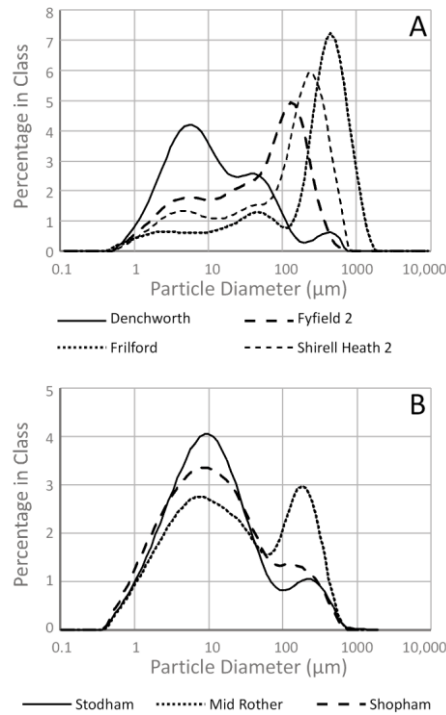 A
8
7
6
5
4
3
2
1
0
Percentage in Class
0.1 1 10 100 1000 10,000
Particle Diameter (µm)
Denchworth Fyfield 2
Frilford Shirell Heath 2
B
5
4
3
2
1
0
Percentage in Class
0.1 1 10 100 1000 10,000
Particle Diameter (µm)
Stodham Mid Rother Shopham